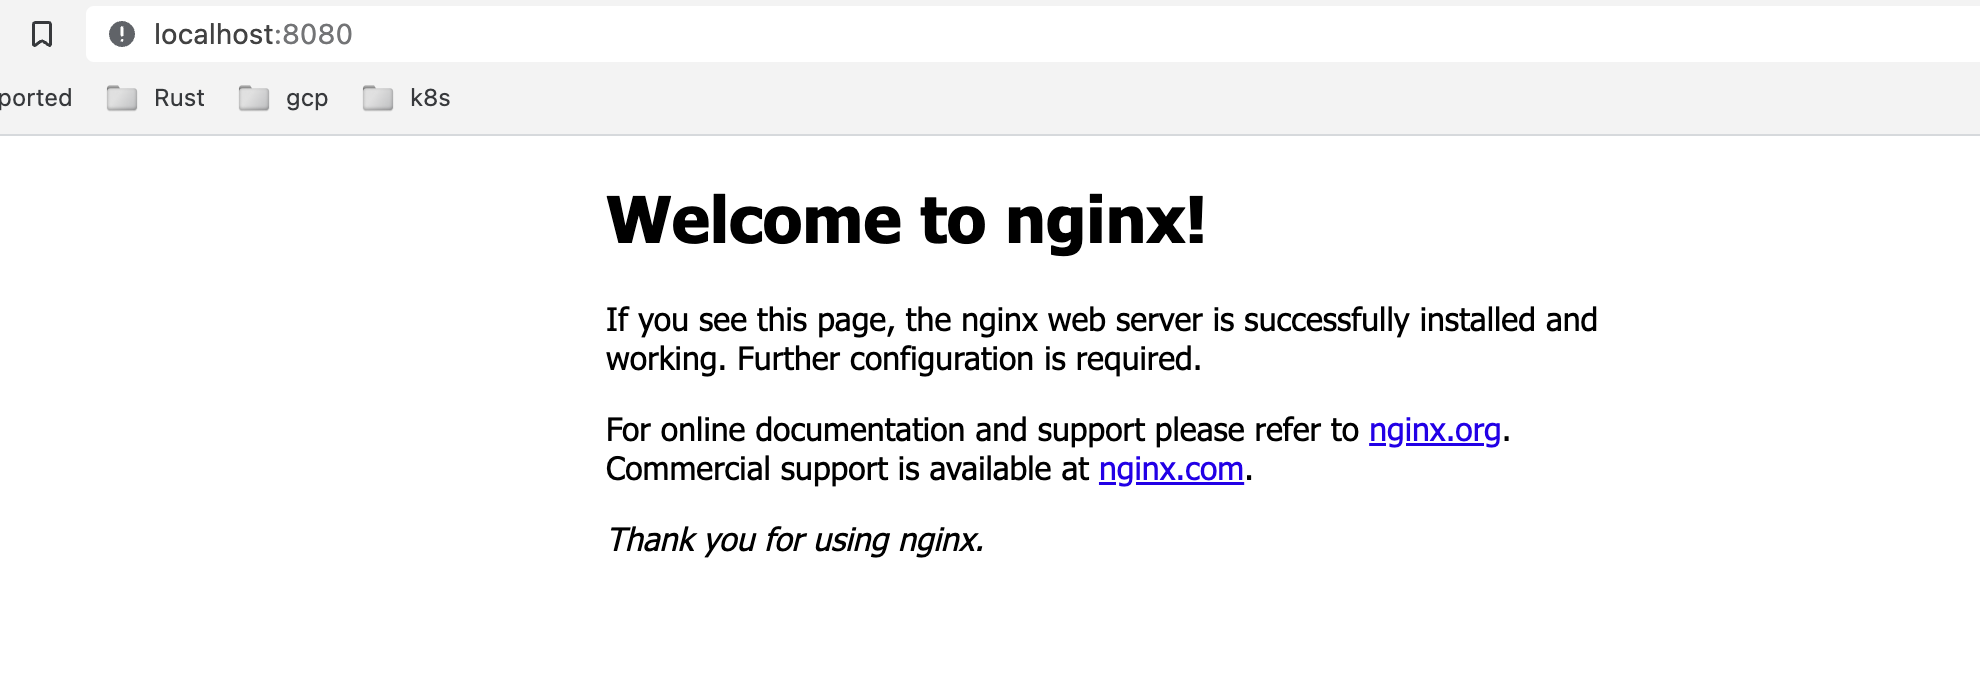 localhost:8080
ported Rust gcp k8s
Welcome to nginx!
If you see this page, the nginx web server is successfully installed and
working. Further configuration is required.
For online documentation and support please refer to nginx.org.
Commercial support is available at nginx.com.
Thank you for using nginx.